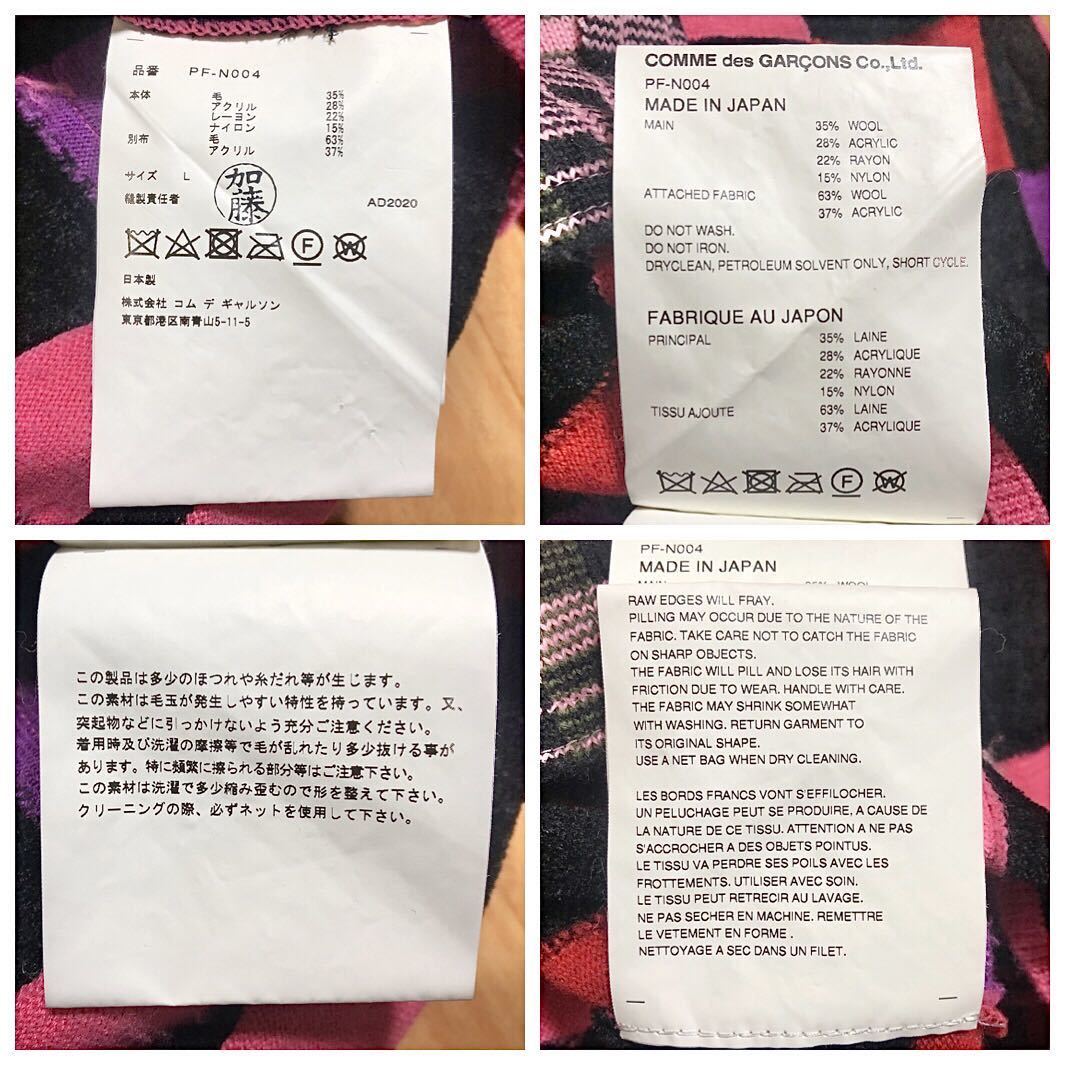 品番 PF-N004
本体 毛 35%
アクリル 28%
レーヨン 22%
ナイロン 15%
別布 毛 63%
アクリル 37%
サイズ L
縫製責任者 加藤 AD2020
F W
日本製
株式会社 コム デ ギャルソン
東京都港区南青山5-11-5
COMME des GARÇONS Co.,Ltd.
PF-N004
MADE IN JAPAN
MAIN 35% WOOL
28% ACRYLIC
22% RAYON
15% NYLON
ATTACHED FABRIC 63% WOOL
37% ACRYLIC
DO NOT WASH.
DO NOT IRON.
DRYCLEAN, PETROLEUM SOLVENT ONLY, SHORT CYCLE.
FABRIQUE AU JAPON
PRINCIPAL 35% LAINE
28% ACRYLIQUE
22% RAYONNE
15% NYLON
TISSU AJOUTE 63% LAINE
37% ACRYLIQUE
F W
この製品は多少のほつれや糸だれ等が生じます。
この素材は毛玉が発生しやすい特性を持っています。又、
突起物などに引っかけないよう充分ご注意ください。
着用時及び洗濯の摩擦等で毛が乱れたり多少抜ける事が
あります。特に頻繁に擦られる部分等はご注意下さい。
この素材は洗濯で多少縮み歪むので形を整えて下さい。
クリーニングの際、必ずネットを使用して下さい。
PF-N004
MADE IN JAPAN
MAIN 35% WOOL
RAW EDGES WILL FRAY.
PILLING MAY OCCUR DUE TO THE NATURE OF THE
FABRIC. TAKE CARE NOT TO CATCH THE FABRIC
ON SHARP OBJECTS.
THE FABRIC WILL PILL AND LOSE ITS HAIR WITH
FRICTION DUE TO WEAR. HANDLE WITH CARE.
THE FABRIC MAY SHRINK SOMEWHAT
WITH WASHING. RETURN GARMENT TO
ITS ORIGINAL SHAPE.
USE A NET BAG WHEN DRY CLEANING.
LES BORDS FRANCS VONT S'EFFILOCHER.
UN PELUCHAGE PEUT SE PRODUIRE, A CAUSE DE
LA NATURE DE CE TISSU. ATTENTION A NE PAS
S'ACCROCHER A DES OBJETS POINTUS.
LE TISSU VA PERDRE SES POILS AVEC LES
FROTTEMENTS. UTILISER AVEC SOIN.
LE TISSU PEUT RETRECIR AU LAVAGE.
NE PAS SECHER EN MACHINE. REMETTRE
LE VETEMENT EN FORME .
NETTOYAGE A SEC DANS UN FILET.